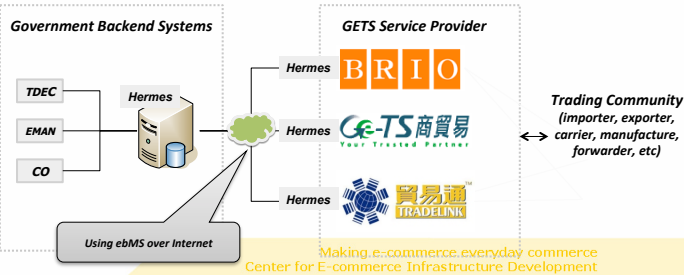 Government Backend Systems
GETS Service Provider
TDEC
EMAN
CO
Hermes
Hermes
BRIO
Hermes
Ge-TS商貿易
Your Trusted Partner
Hermes
貿易通™
TRADELINK
Trading Community
(importer, exporter,
carrier, manufacture,
forwarder, etc)
Using ebMS over Internet
Making e-commerce everyday commerce
Center for E-commerce Infrastructure Development